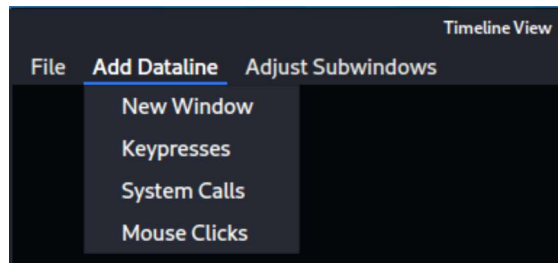 Timeline View
File Add Dataline Adjust Subwindows
New Window
Keypresses
System Calls
Mouse Clicks